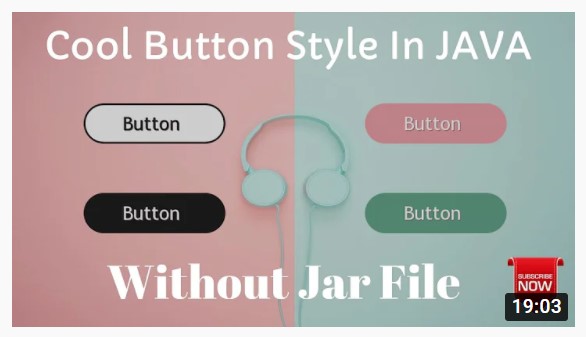 Cool Button Style In JAVA
Button
Button
Button
Button
Without Jar File
SUBSCRIBE
NOW
19:03